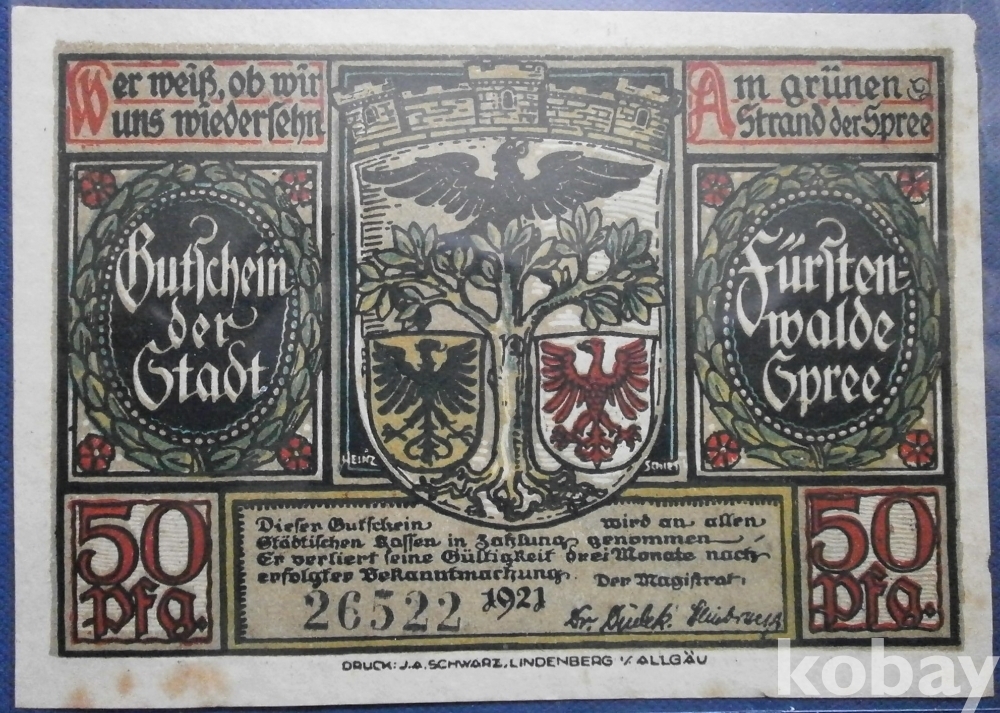 Wer weiß, ob wir
uns wiedersehn
Am grünen
Strand der Spree
Gutschein
der
Stadt
Fürsten-
walde
Spree
HEINZ
SCHIES
50
Pfg.
Dieser Gutschein wird an allen
Städtischen Kassen in Zahlung genommen
Er verliert seine Gültigkeit drei Monate nach
erfolgter Bekanntmachung. Der Magistrat:
26522 1921
Dr.
50
Pfg.
DRUCK: J.A. SCHWARZ, LINDENBERG i/ ALLGÄU
kobay